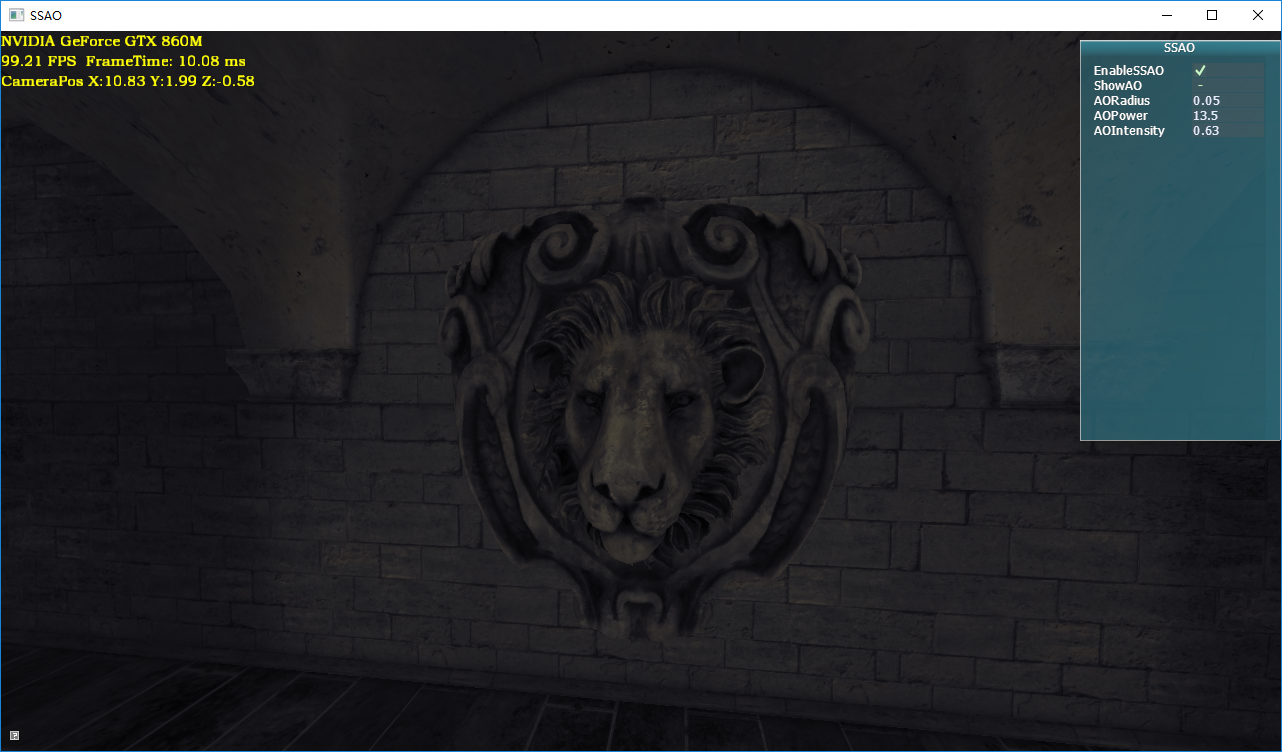 SSAO
NVIDIA GeForce GTX 860M
99.21 FPS FrameTime: 10.08 ms
CameraPos X:10.83 Y:1.99 Z:-0.58
SSAO
EnableSSAO ✓
ShowAO -
AORadius 0.05
AOPower 13.5
AOIntensity 0.63
?